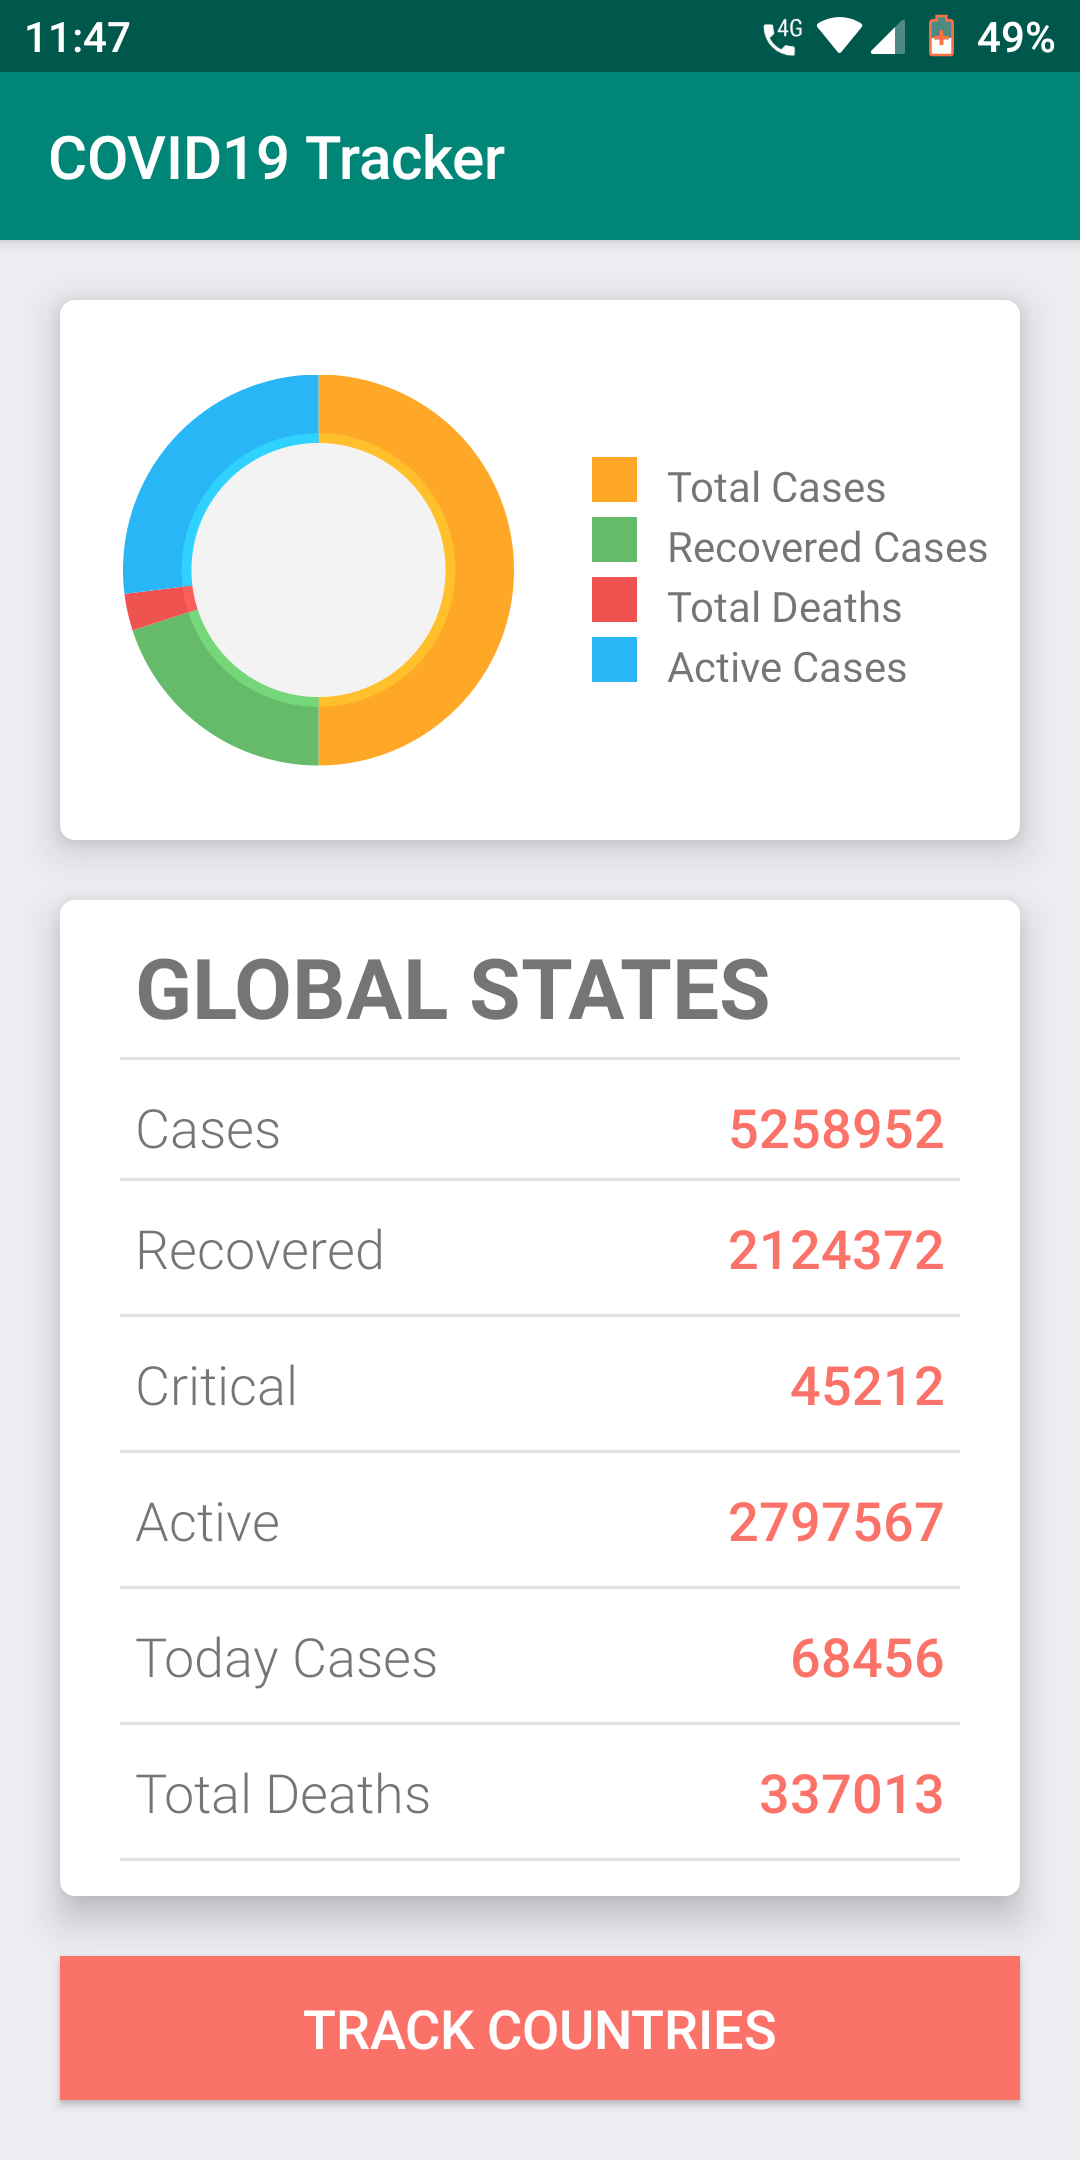 11:47 4G 49%
COVID19 Tracker
Total Cases
Recovered Cases
Total Deaths
Active Cases
GLOBAL STATES
Cases 5258952
Recovered 2124372
Critical 45212
Active 2797567
Today Cases 68456
Total Deaths 337013
TRACK COUNTRIES